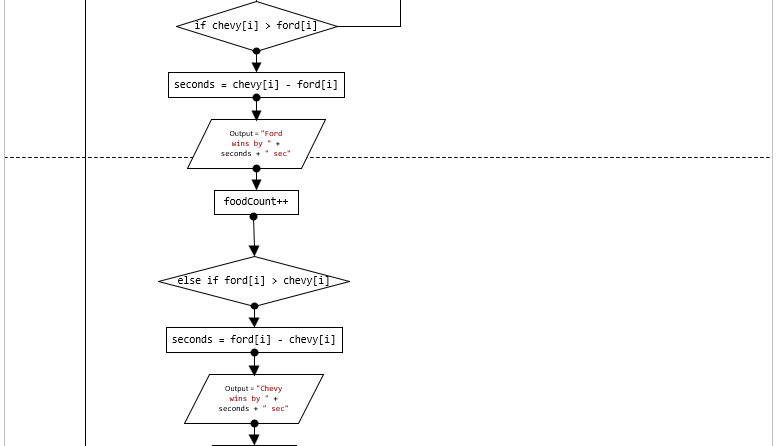 if chevy[i] > ford[i]
seconds = chevy[i] - ford[i]
Output = "Ford
wins by " +
seconds + " sec"
foodCount++
else if ford[i] > chevy[i]
seconds = ford[i] - chevy[i]
Output = "Chevy
wins by " +
seconds + " sec"